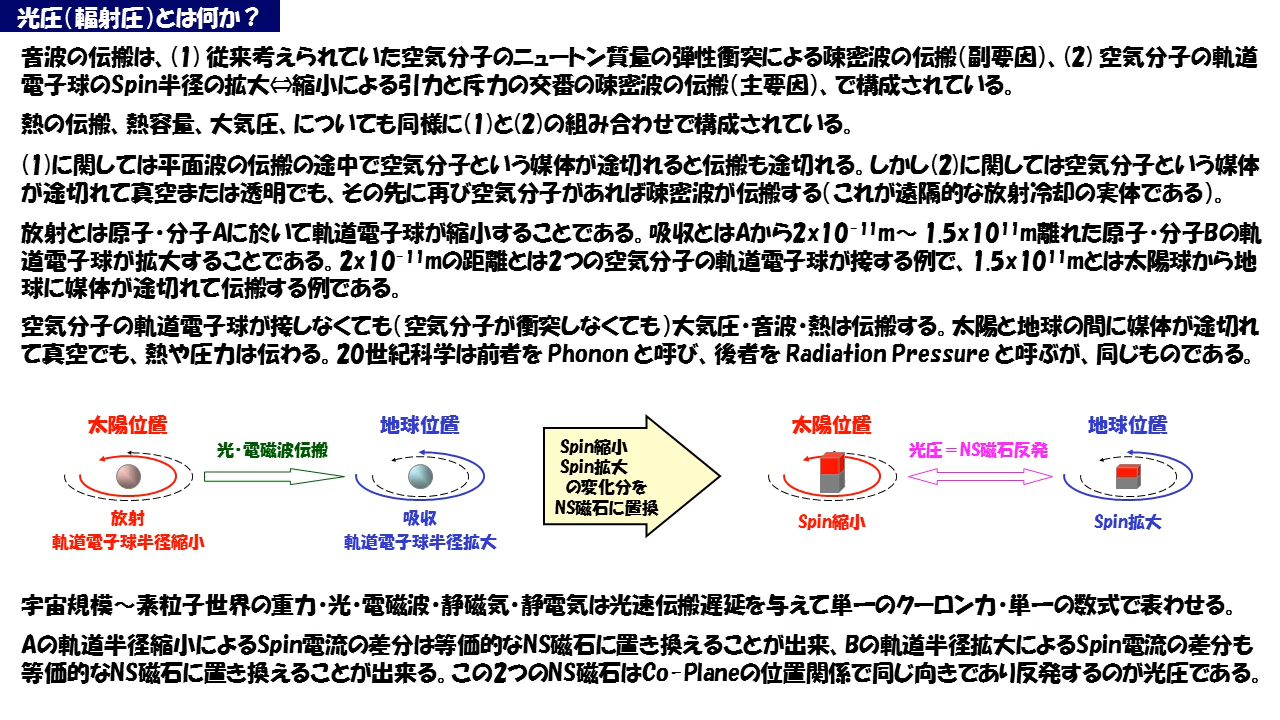 光圧(輻射圧)とは何か?
音波の伝搬は、(1) 従来考えられていた空気分子のニュートン質量の弾性衝突による疎密波の伝搬(副要因)、(2) 空気分子の軌道
電子球のSpin半径の拡大⇔縮小による引力と斥力の交番の疎密波の伝搬(主要因)、で構成されている。
熱の伝搬、熱容量、大気圧、についても同様に(1)と(2)の組み合わせで構成されている。
(1)に関しては平面波の伝搬の途中で空気分子という媒体が途切れると伝搬も途切れる。しかし(2)に関しては空気分子という媒体
が途切れて真空または透明でも、その先に再び空気分子があれば疎密波が伝搬する(これが遠隔的な放射冷却の実体である)。
放射とは原子・分子Aに於いて軌道電子球が縮小することである。吸収とはAから2x10⁻¹¹m～ 1.5x10¹¹m離れた原子・分子Bの軌
道電子球が拡大することである。2x10⁻¹¹mの距離とは2つの空気分子の軌道電子球が接する例で、1.5x10¹¹mとは太陽球から地
球に媒体が途切れて伝搬する例である。
空気分子の軌道電子球が接しなくても(空気分子が衝突しなくても)大気圧・音波・熱は伝搬する。太陽と地球の間に媒体が途切れ
て真空でも、熱や圧力は伝わる。20世紀科学は前者を Phonon と呼び、後者を Radiation Pressure と呼ぶが、同じものである。
太陽位置
地球位置
光・電磁波伝搬
放射
軌道電子球半径縮小
吸収
軌道電子球半径拡大
Spin縮小
Spin拡大
の変化分を
NS磁石に置換
太陽位置
地球位置
光圧＝NS磁石反発
Spin縮小
Spin拡大
宇宙規模～素粒子世界の重力・光・電磁波・静磁気・静電気は光速伝搬遅延を与えて単一のクーロン力・単一の数式で表わせる。
Aの軌道半径縮小によるSpin電流の差分は等価的なNS磁石に置き換えることが出来、Bの軌道半径拡大によるSpin電流の差分も
等価的なNS磁石に置き換えることが出来る。この2つのNS磁石はCo-Planeの位置関係で同じ向きであり反発するのが光圧である。